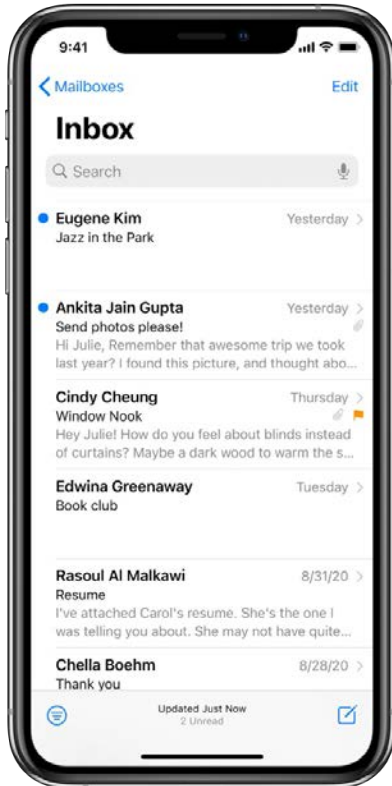 9:41
Mailboxes
Edit
Inbox
Search
Eugene Kim
Yesterday
Jazz in the Park
Ankita Jain Gupta
Yesterday
Send photos please!
Hi Julie, Remember that awesome trip we took
last year? I found this picture, and thought abo...
Cindy Cheung
Thursday
Window Nook
Hey Julie! How do you feel about blinds instead
of curtains? Maybe a dark wood to warm the s...
Edwina Greenaway
Tuesday
Book club
Rasoul Al Malkawi
8/31/20
Resume
I've attached Carol's resume. She's the one I
was telling you about. She may not have quite...
Chella Boehm
8/28/20
Thank you
Updated Just Now
2 Unread